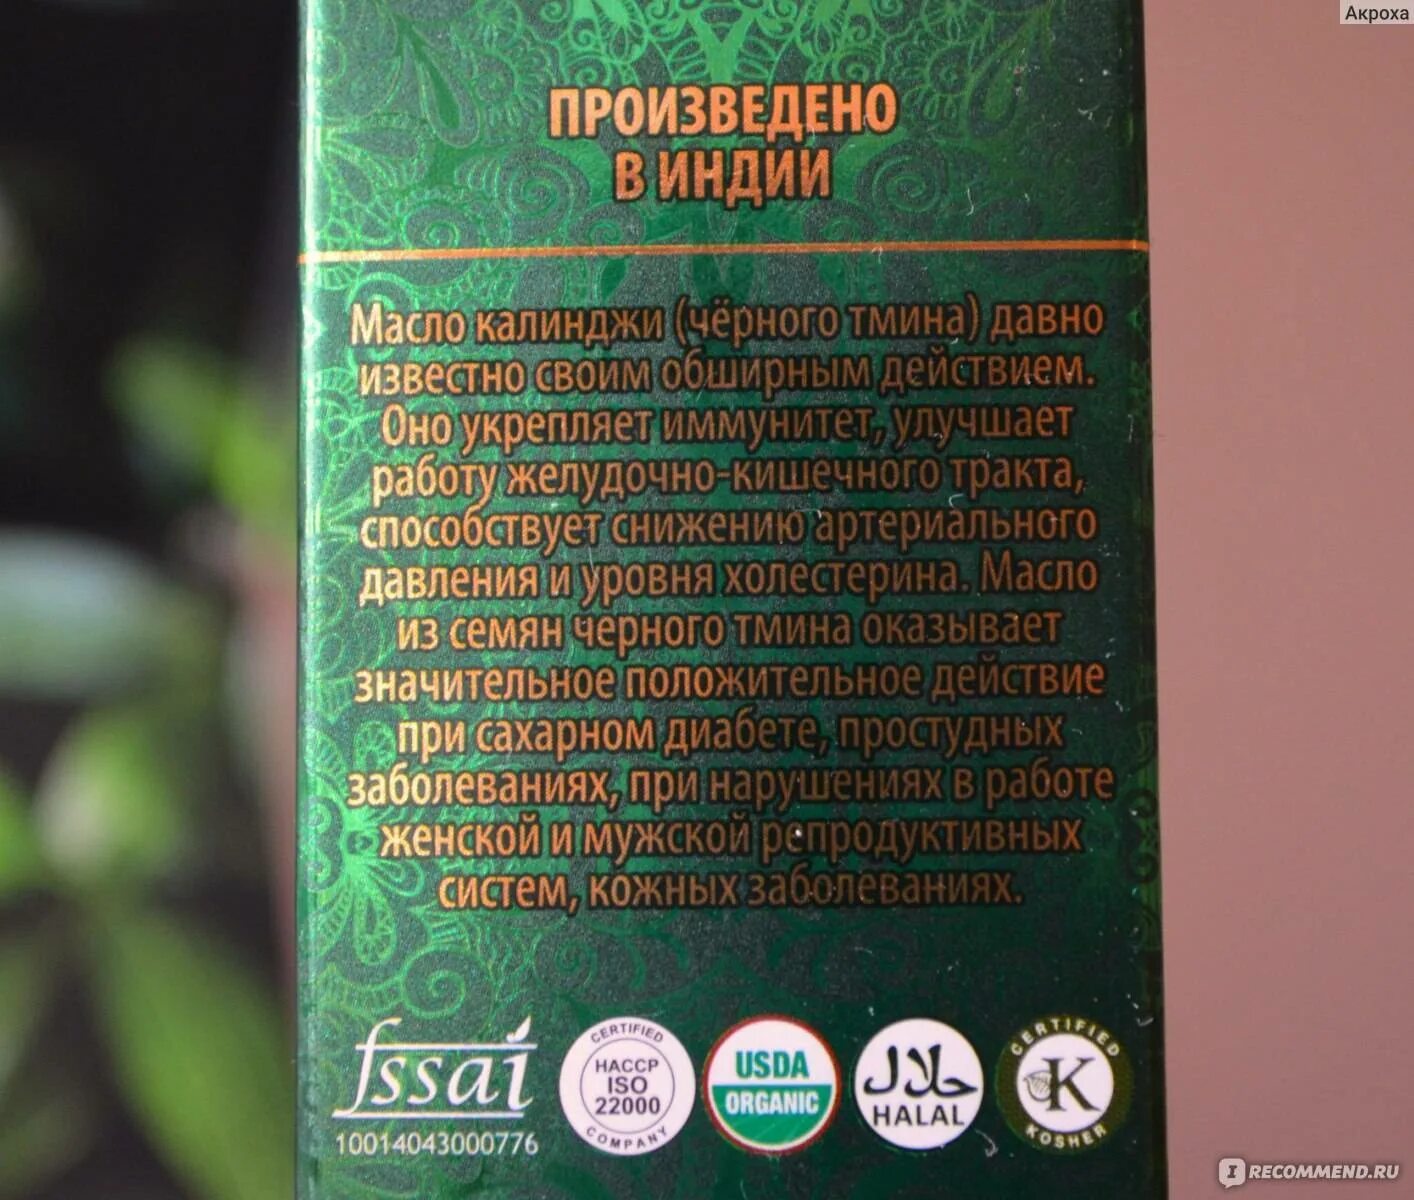 Акроха
ПРОИЗВЕДЕНО
В ИНДИИ
Масло калинджи (чёрного тмина) давно
известно своим обширным действием.
Оно укрепляет иммунитет, улучшает
работу желудочно-кишечного тракта,
способствует снижению артериального
давления и уровня холестерина. Масло
из семян черного тмина оказывает
значительное положительное действие
при сахарном диабете, простудных
заболеваниях, при нарушениях в работе
женской и мужской репродуктивных
систем, кожных заболеваниях.
fssai
10014043000776
CERTIFIED
HACCP
ISO
22000
COMPANY
USDA
ORGANIC
حلال
HALAL
CERTIFIED
K
KOSHER
I RECOMMEND.RU